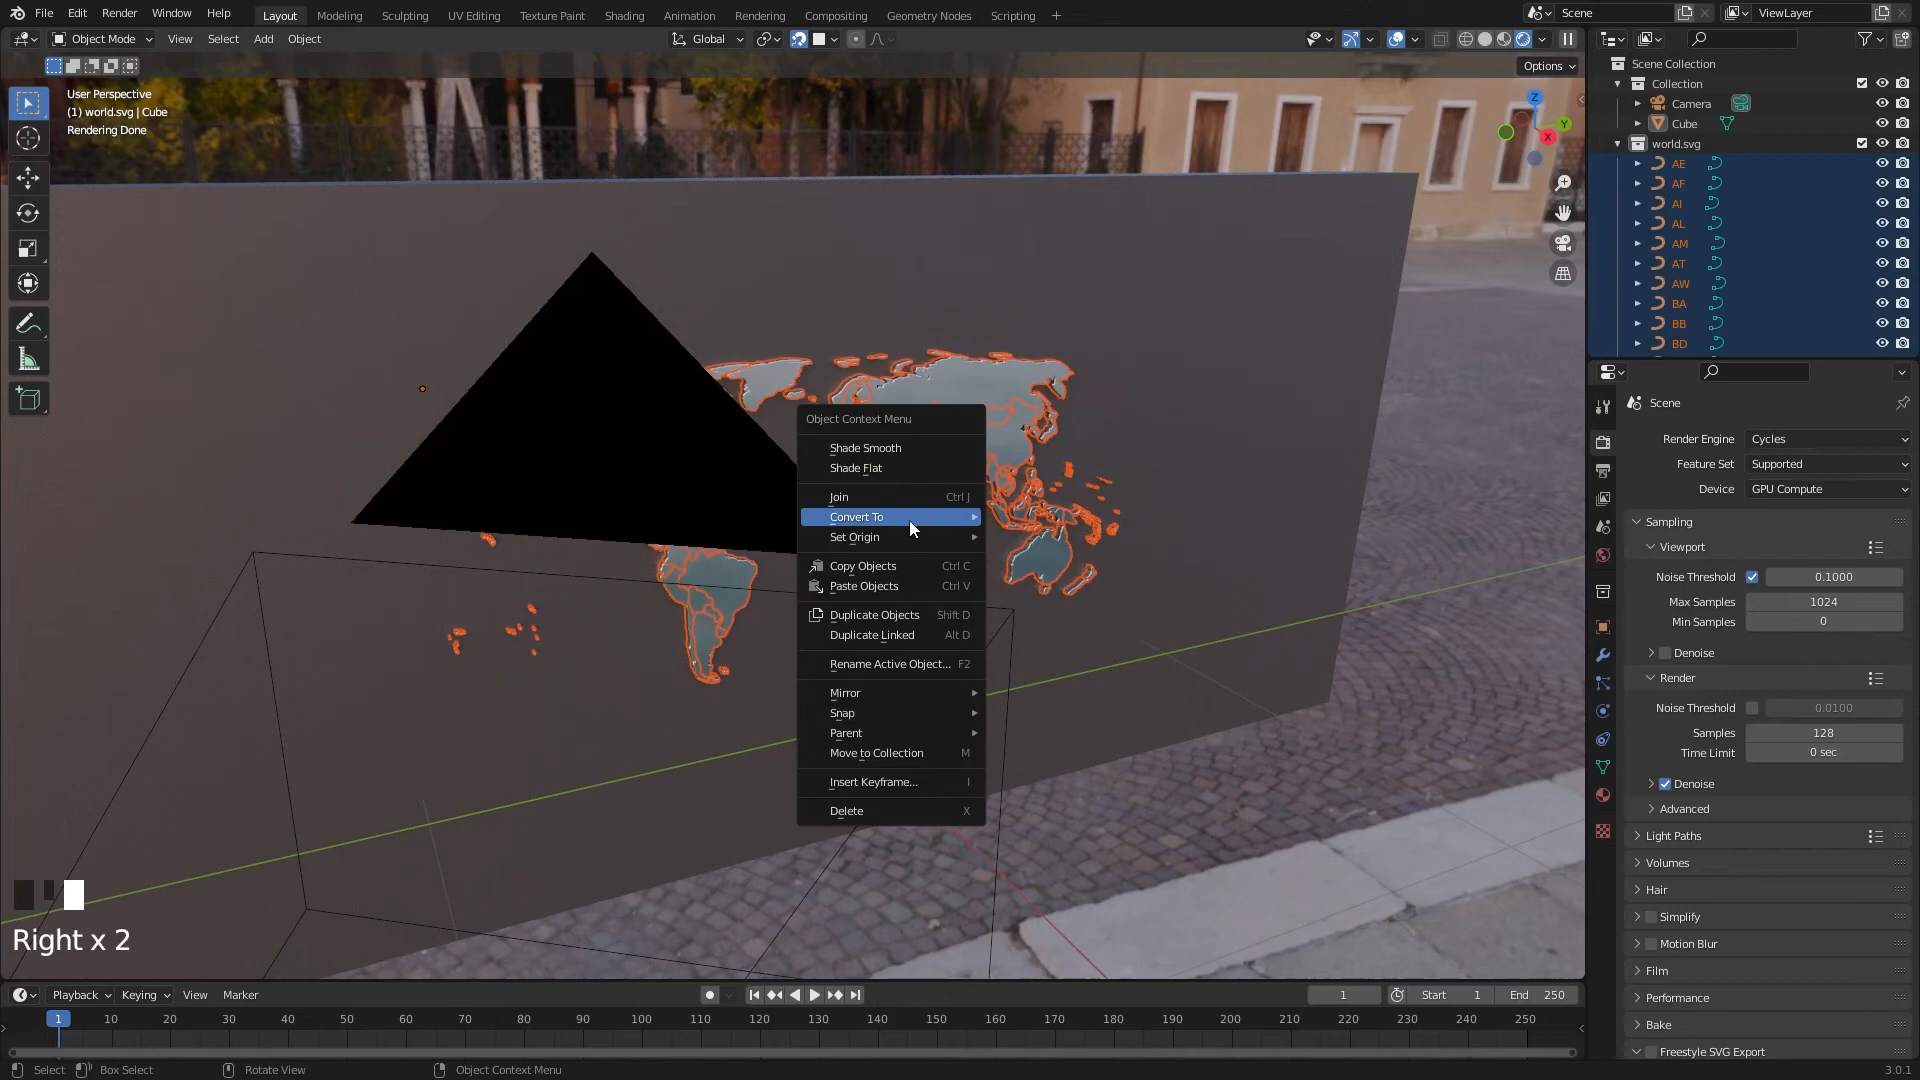 File Edit Render Window Help
Layout Modeling Sculpting UV Editing Texture Paint Shading Animation Rendering Compositing Geometry Nodes Scripting +
Scene
ViewLayer
Object Mode View Select Add Object
Global
Options
User Perspective
(1) world.svg | Cube
Rendering Done
Z
Y
X
Object Context Menu
Shade Smooth
Shade Flat
Join Ctrl J
Convert To
Set Origin
Copy Objects Ctrl C
Paste Objects Ctrl V
Duplicate Objects Shift D
Duplicate Linked Alt D
Rename Active Object... F2
Mirror
Snap
Parent
Move to Collection M
Insert Keyframe... I
Delete X
Right x 2
Scene Collection
Collection
Camera
Cube
world.svg
AE
AF
AI
AL
AM
AT
AW
BA
BB
BD
Scene
Render Engine Cycles
Feature Set Supported
Device GPU Compute
Sampling
Viewport
Noise Threshold 0.1000
Max Samples 1024
Min Samples 0
Denoise
Render
Noise Threshold 0.0100
Samples 128
Time Limit 0 sec
Denoise
Advanced
Light Paths
Volumes
Hair
Simplify
Motion Blur
Film
Performance
Bake
Freestyle SVG Export
Playback Keying View Marker
1 Start 1 End 250
1 10 20 30 40 50 60 70 80 90 100 110 120 130 140 150 160 170 180 190 200 210 220 230 240 250
Select Box Select Rotate View Object Context Menu 3.0.1